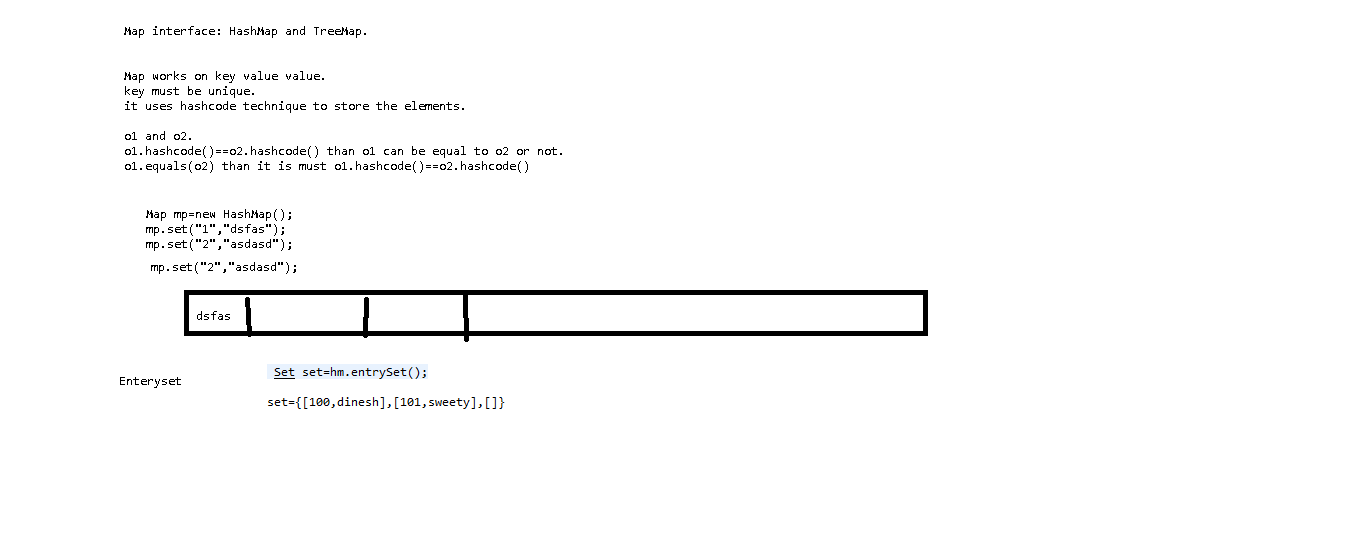 Map interface: HashMap and TreeMap.
Map works on key value value.
key must be unique.
it uses hashcode technique to store the elements.
o1 and o2.
o1.hashcode()==o2.hashcode() than o1 can be equal to o2 or not.
o1.equals(o2) than it is must o1.hashcode()==o2.hashcode()
Map mp=new HashMap();
mp.set("1","dsfas");
mp.set("2","asdasd");
mp.set("2","asdasd");
dsfas
Set set=hm.entrySet();
Enteryset
set={[100,dinesh],[101,sweety],[]}